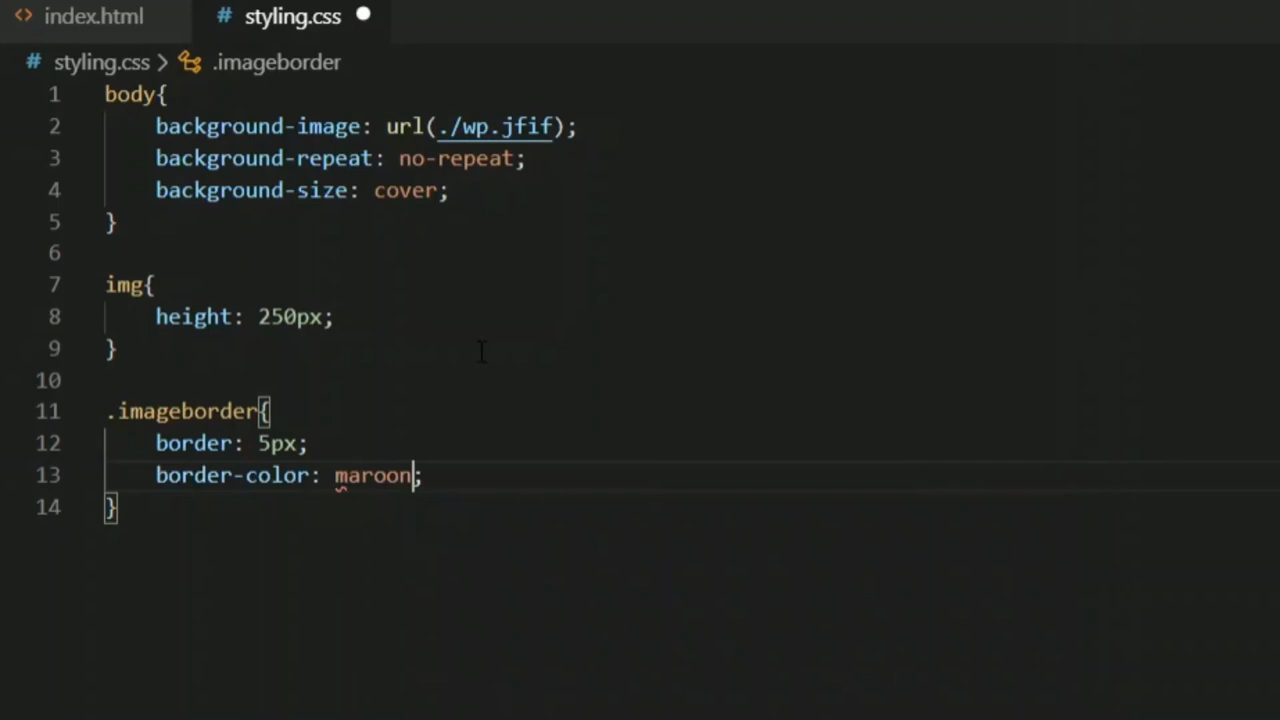 <> index.html # styling.css
# styling.css > .imageborder
1 body{
2 background-image: url(./wp.jfif);
3 background-repeat: no-repeat;
4 background-size: cover;
5 }
6
7 img{
8 height: 250px;
9 }
10
11 .imageborder{
12 border: 5px;
13 border-color: maroon;
14 }